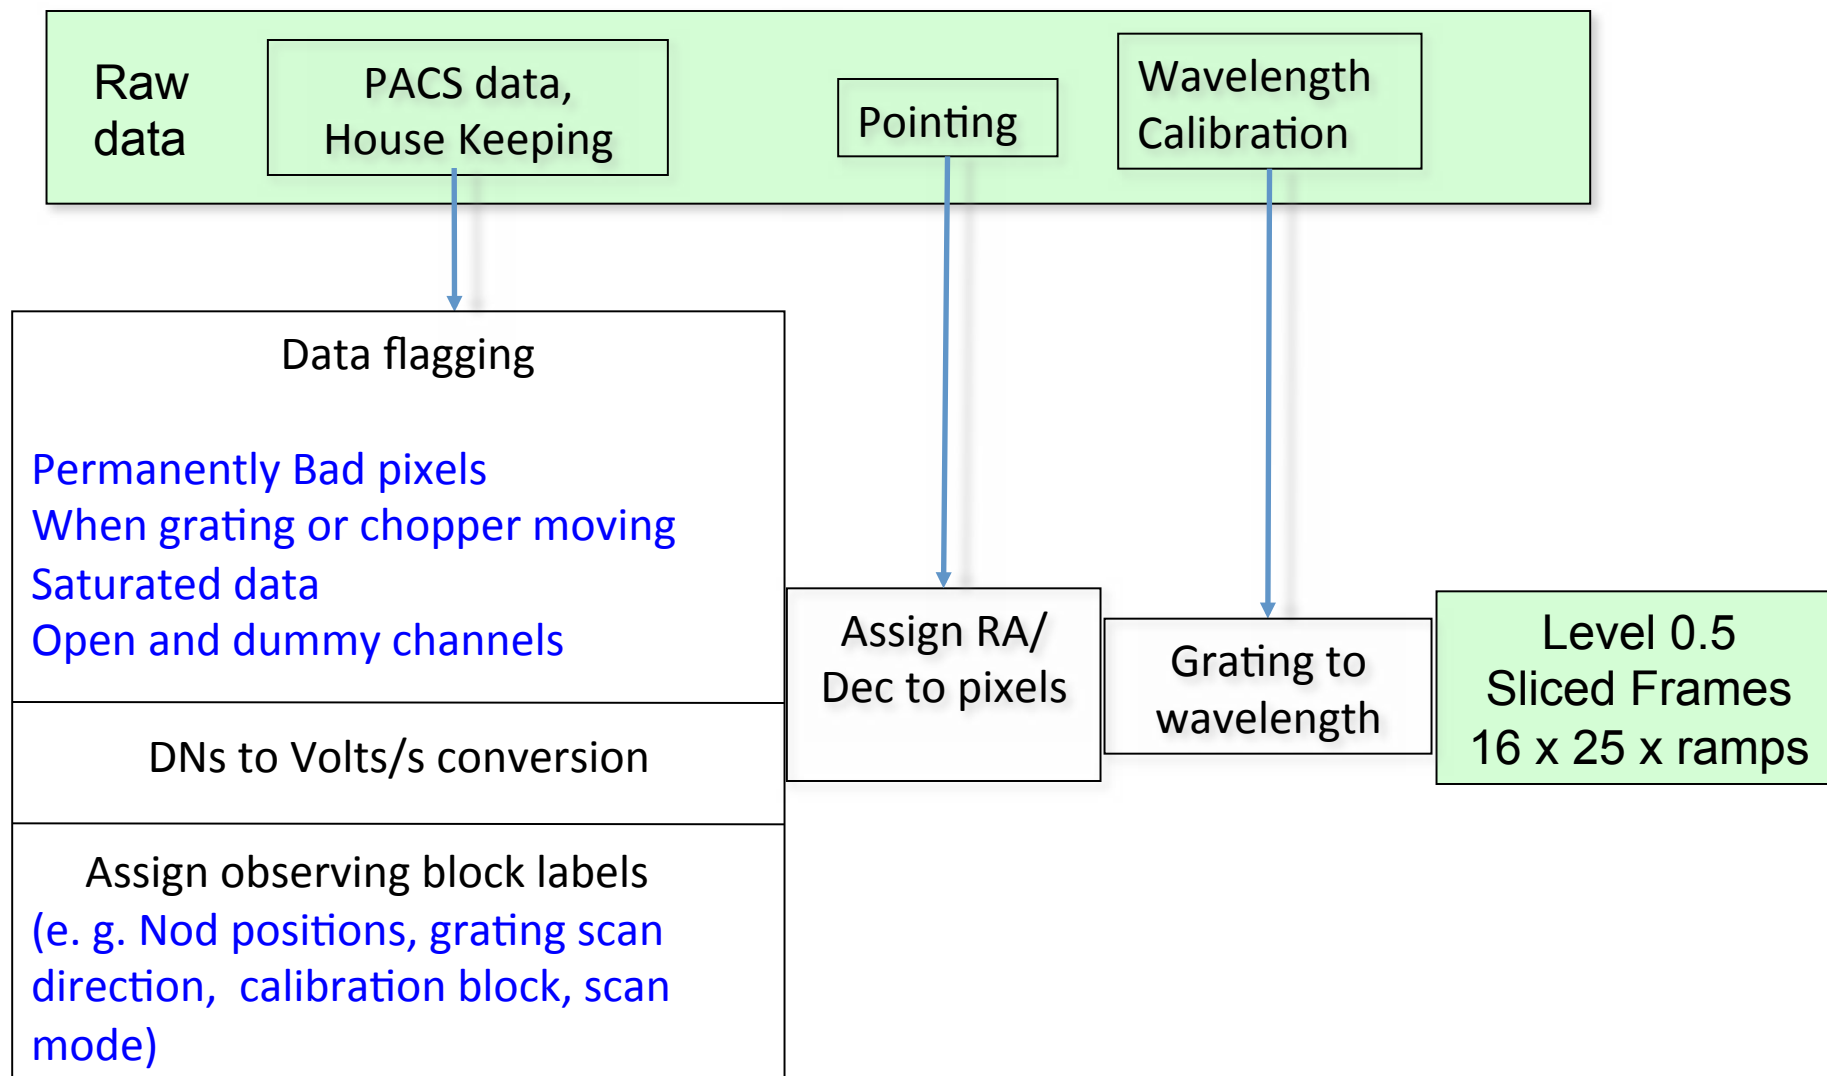 Raw
data
PACS data,
House Keeping
Pointing
Wavelength
Calibration
Data flagging
Permanently Bad pixels
When grating or chopper moving
Saturated data
Open and dummy channels
DNs to Volts/s conversion
Assign observing block labels
(e. g. Nod positions, grating scan
direction,  calibration block, scan
mode)
Assign RA/
Dec to pixels
Grating to
wavelength
Level 0.5
Sliced Frames
16 x 25 x ramps